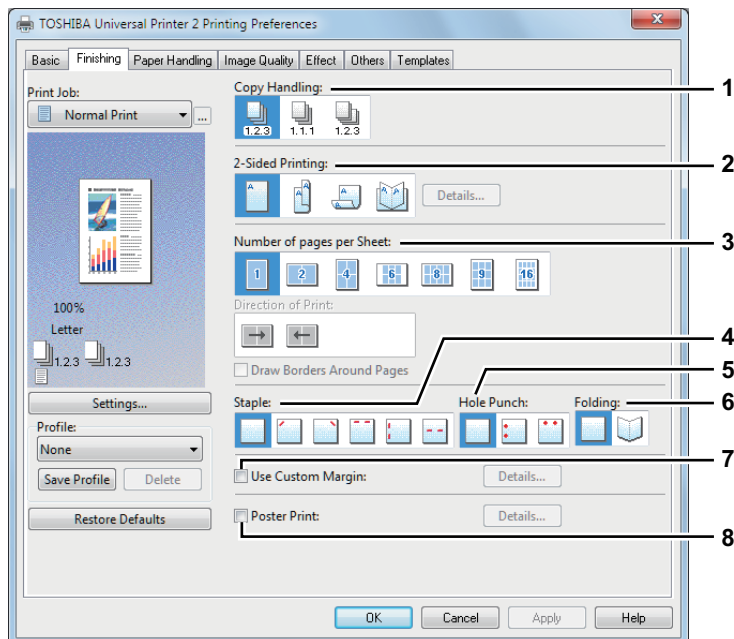 TOSHIBA Universal Printer 2 Printing Preferences
Basic Finishing Paper Handling Image Quality Effect Others Templates
Print Job:
Normal Print ...
100%
Letter
1.2.3 1.2.3
Settings...
Profile:
None
Save Profile Delete
Restore Defaults
Copy Handling: 1
1.2.3 1.1.1 1.2.3
2-Sided Printing: 2
A A A A A A Details...
Number of pages per Sheet: 3
1 2 4 6 8 9 16
Direction of Print:
Draw Borders Around Pages
4
5
Staple: Hole Punch: Folding: 6
7
Use Custom Margin: Details...
Poster Print: Details...
8
OK Cancel Apply Help